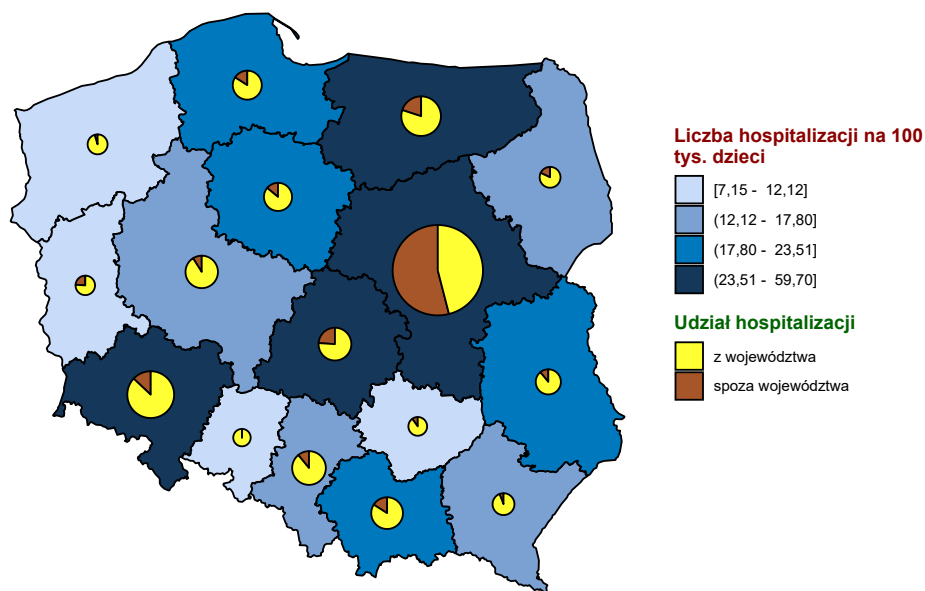 Liczba hospitalizacji na 100
tys. dzieci
[7,15 - 12,12]
(12,12 - 17,80]
(17,80 - 23,51]
(23,51 - 59,70]
Udział hospitalizacji
z województwa
spoza województwa